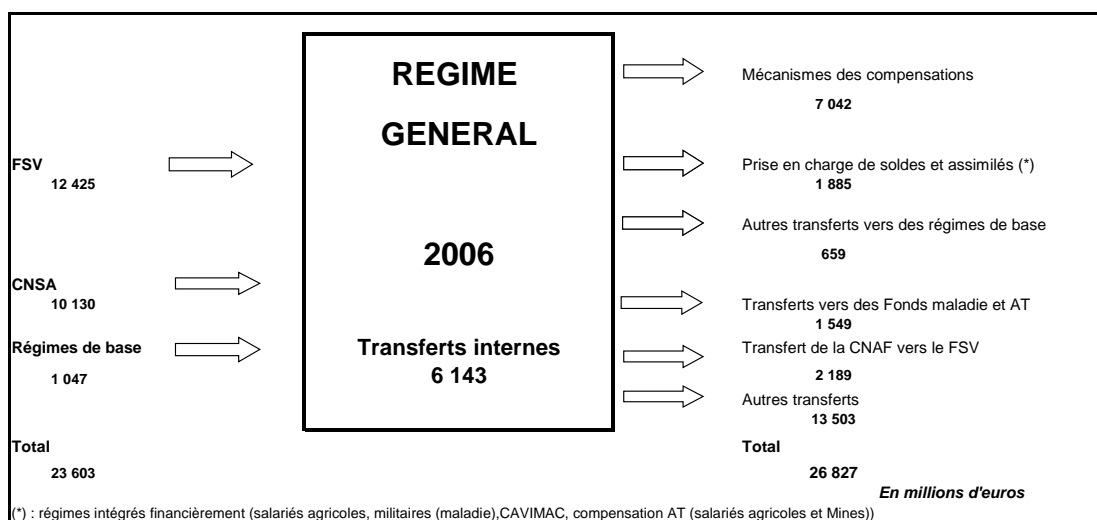 REGIME
GENERAL
2006
Transferts internes
6 143
FSV
12 425
CNSA
10 130
Régimes de base
1 047
Total
23 603
Mécanismes des compensations
7 042
Prise en charge de soldes et assimilés (*)
1 885
Autres transferts vers des régimes de base
659
Transferts vers des Fonds maladie et AT
1 549
Transfert de la CNAF vers le FSV
2 189
Autres transferts
13 503
Total
26 827
En millions d'euros
(*) : régimes intégrés financièrement (salariés agricoles, militaires (maladie),CAVIMAC, compensation AT (salariés agricoles et Mines))